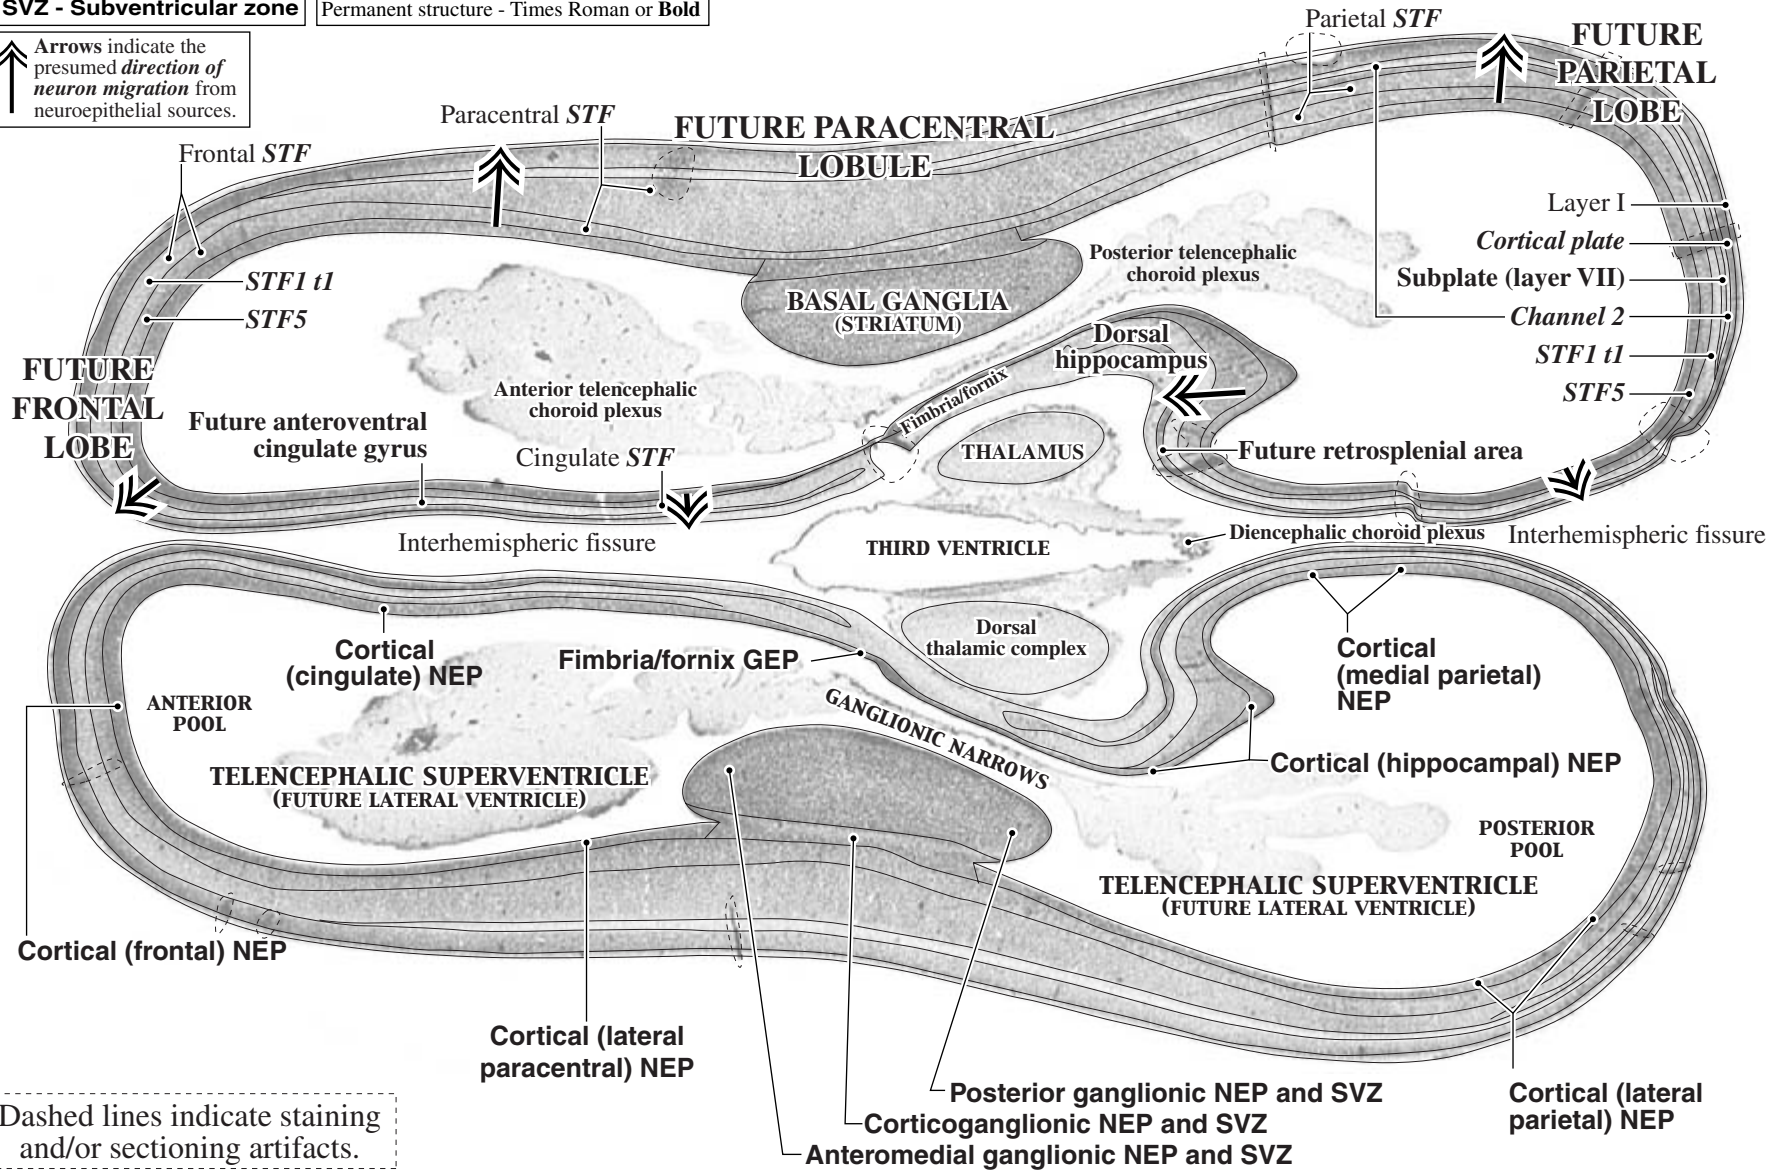 SVZ - Subventricular zone
Permanent structure - Times Roman or Bold
Arrows indicate the
presumed direction of
neuron migration from
neuroepithelial sources.
Parietal STF
FUTURE
PARIETAL
LOBE
Paracentral STF
FUTURE PARACENTRAL
LOBULE
Frontal STF
Layer I
Cortical plate
Subplate (layer VII)
Channel 2
STF1 t1
STF5
STF1 t1
STF5
Posterior telencephalic
choroid plexus
BASAL GANGLIA
(STRIATUM)
Dorsal
hippocampus
FUTURE
FRONTAL
LOBE
Anterior telencephalic
choroid plexus
Fimbria/fornix
Future anteroventral
cingulate gyrus
Cingulate STF
THALAMUS
Future retrosplenial area
Interhemispheric fissure
THIRD VENTRICLE
Diencephalic choroid plexus
Interhemispheric fissure
Dorsal
thalamic complex
Cortical
(cingulate) NEP
Fimbria/fornix GEP
Cortical
(medial parietal)
NEP
ANTERIOR
POOL
GANGLIONIC NARROWS
TELENCEPHALIC SUPERVENTRICLE
(FUTURE LATERAL VENTRICLE)
Cortical (hippocampal) NEP
POSTERIOR
POOL
TELENCEPHALIC SUPERVENTRICLE
(FUTURE LATERAL VENTRICLE)
Cortical (frontal) NEP
Cortical (lateral
paracentral) NEP
Posterior ganglionic NEP and SVZ
Corticoganglionic NEP and SVZ
Anteromedial ganglionic NEP and SVZ
Cortical (lateral
parietal) NEP
Dashed lines indicate staining
and/or sectioning artifacts.